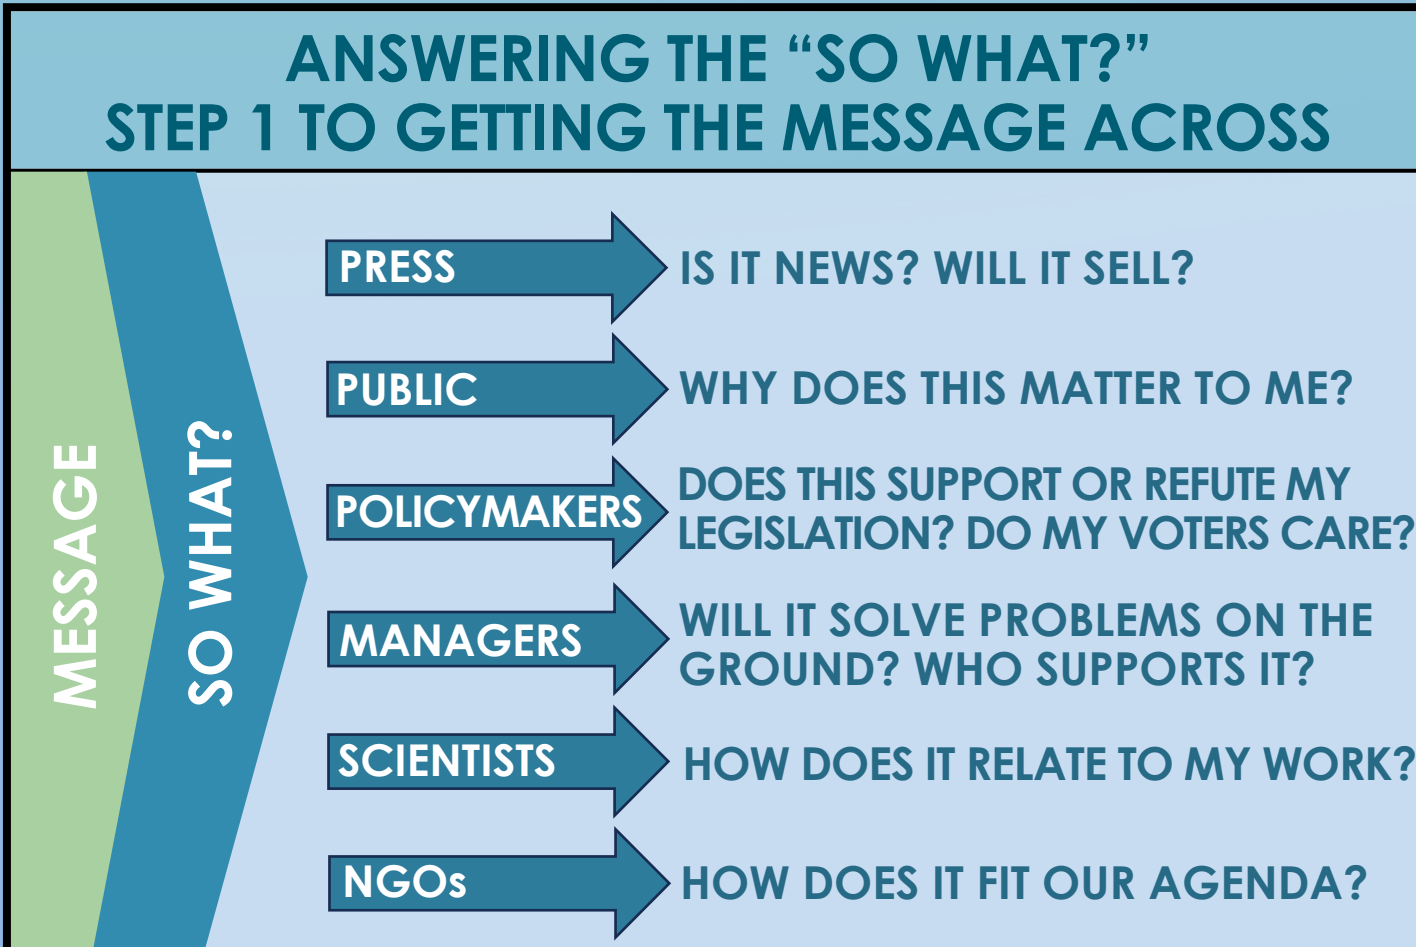 ANSWERING THE “SO WHAT?”
STEP 1 TO GETTING THE MESSAGE ACROSS
MESSAGE
SO WHAT?
PRESS
IS IT NEWS? WILL IT SELL?
PUBLIC
WHY DOES THIS MATTER TO ME?
POLICYMAKERS
DOES THIS SUPPORT OR REFUTE MY
LEGISLATION? DO MY VOTERS CARE?
MANAGERS
WILL IT SOLVE PROBLEMS ON THE
GROUND? WHO SUPPORTS IT?
SCIENTISTS
HOW DOES IT RELATE TO MY WORK?
NGOs
HOW DOES IT FIT OUR AGENDA?